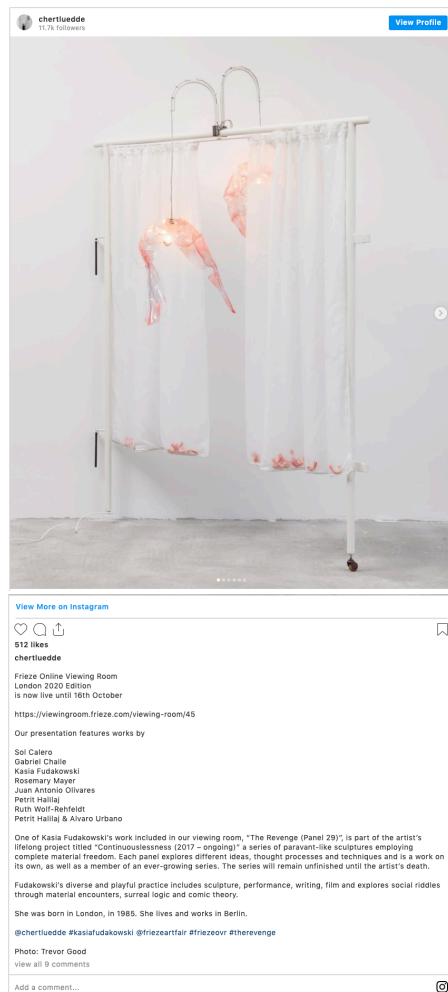 chertluedde
11.7k followers
View Profile
View More on Instagram
512 likes
chertluedde
Frieze Online Viewing Room
London 2020 Edition
is now live until 16th October
https://viewingroom.frieze.com/viewing-room/45
Our presentation features works by
Sol Calero
Gabriel Chaile
Kasia Fudakowski
Rosemary Mayer
Juan Antonio Olivares
Petrit Halilaj
Ruth Wolf-Rehfeldt
Petrit Halilaj & Alvaro Urbano
One of Kasia Fudakowski's work included in our viewing room, "The Revenge (Panel 29)", is part of the artist's
lifelong project titled "Continuouslessness (2017 – ongoing)" a series of paravant-like sculptures employing
complete material freedom. Each panel explores different ideas, thought processes and techniques and is a work on
its own, as well as a member of an ever-growing series. The series will remain unfinished until the artist's death.
Fudakowski's diverse and playful practice includes sculpture, performance, writing, film and explores social riddles
through material encounters, surreal logic and comic theory.
She was born in London, in 1985. She lives and works in Berlin.
@chertluedde #kasiafudakowski @friezeartfair #friezeovr #therevenge
Photo: Trevor Good
view all 9 comments
Add a comment...